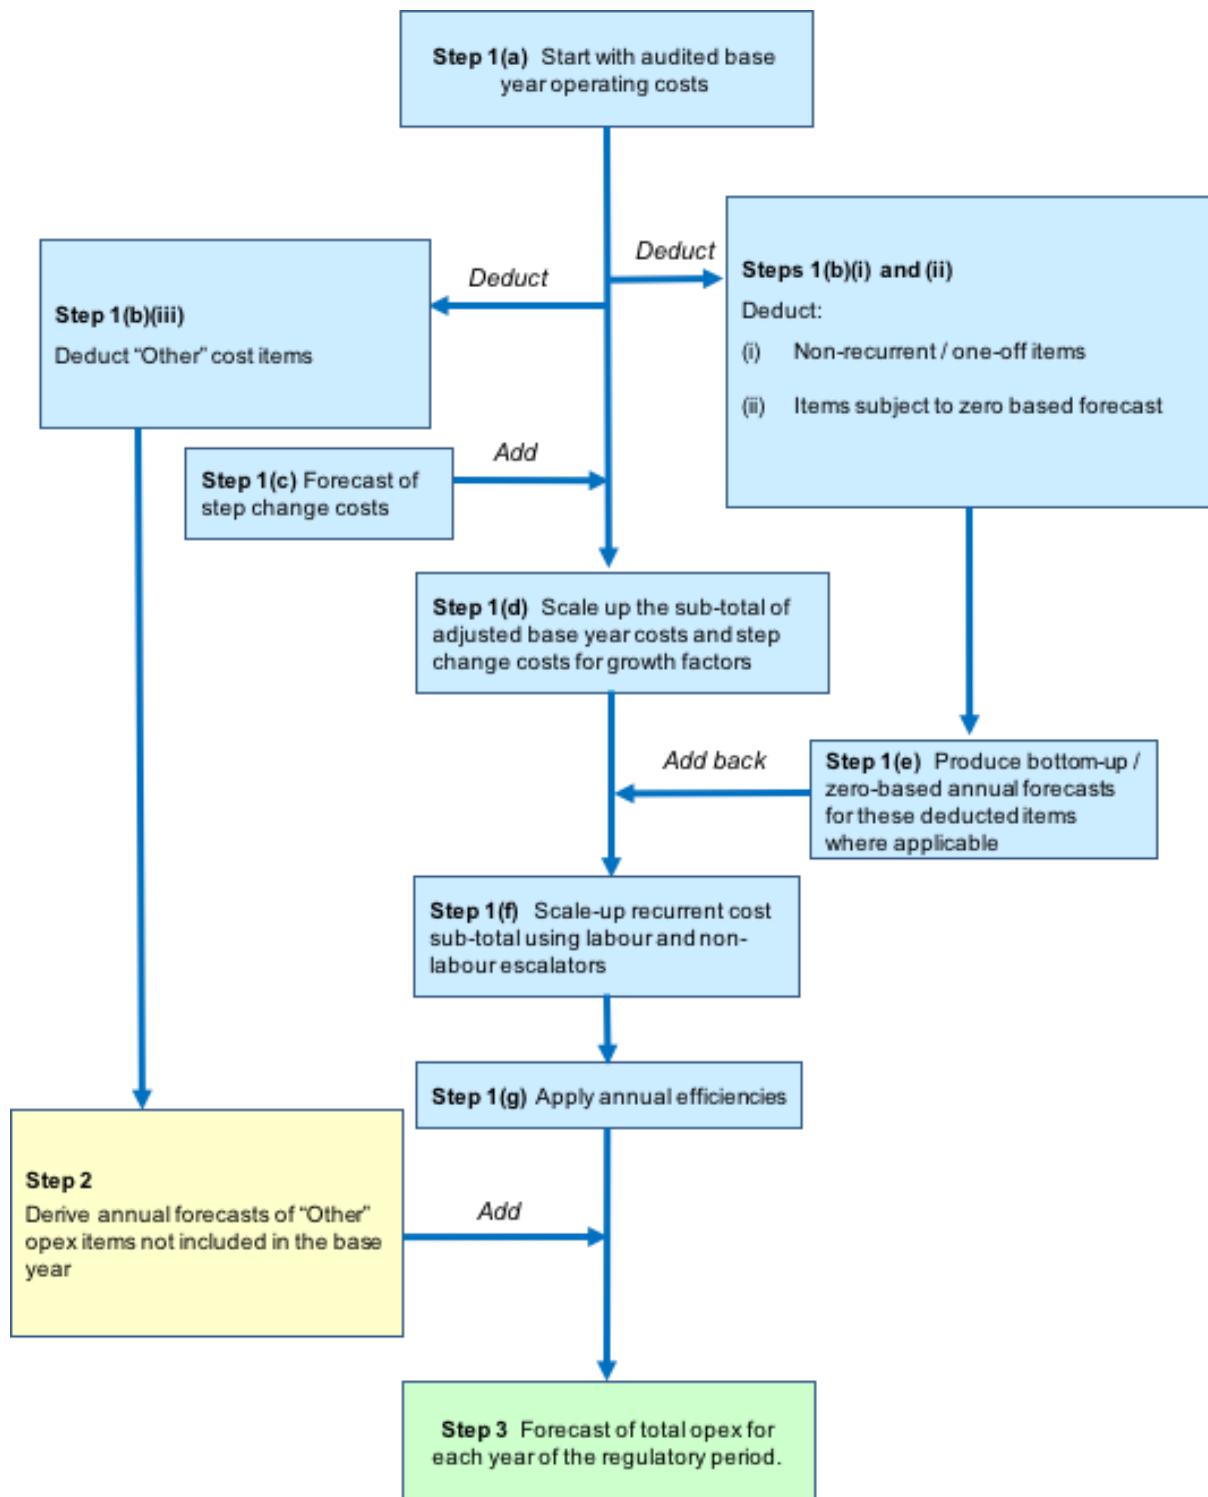 Step 1(a) Start with audited base
year operating costs
Deduct
Deduct
Steps 1(b)(i) and (ii)
Deduct:
(i) Non-recurrent / one-off items
(ii) Items subject to zero based forecast
Step 1(b)(iii)
Deduct “Other” cost items
Add
Step 1(c) Forecast of
step change costs
Step 1(d) Scale up the sub-total of
adjusted base year costs and step
change costs for growth factors
Add back
Step 1(e) Produce bottom-up /
zero-based annual forecasts
for these deducted items
where applicable
Step 1(f) Scale-up recurrent cost
sub-total using labour and non-
labour escalators
Step 1(g) Apply annual efficiencies
Step 2
Derive annual forecasts of “Other”
opex items not included in the base
year
Add
Step 3 Forecast of total opex for
each year of the regulatory period.